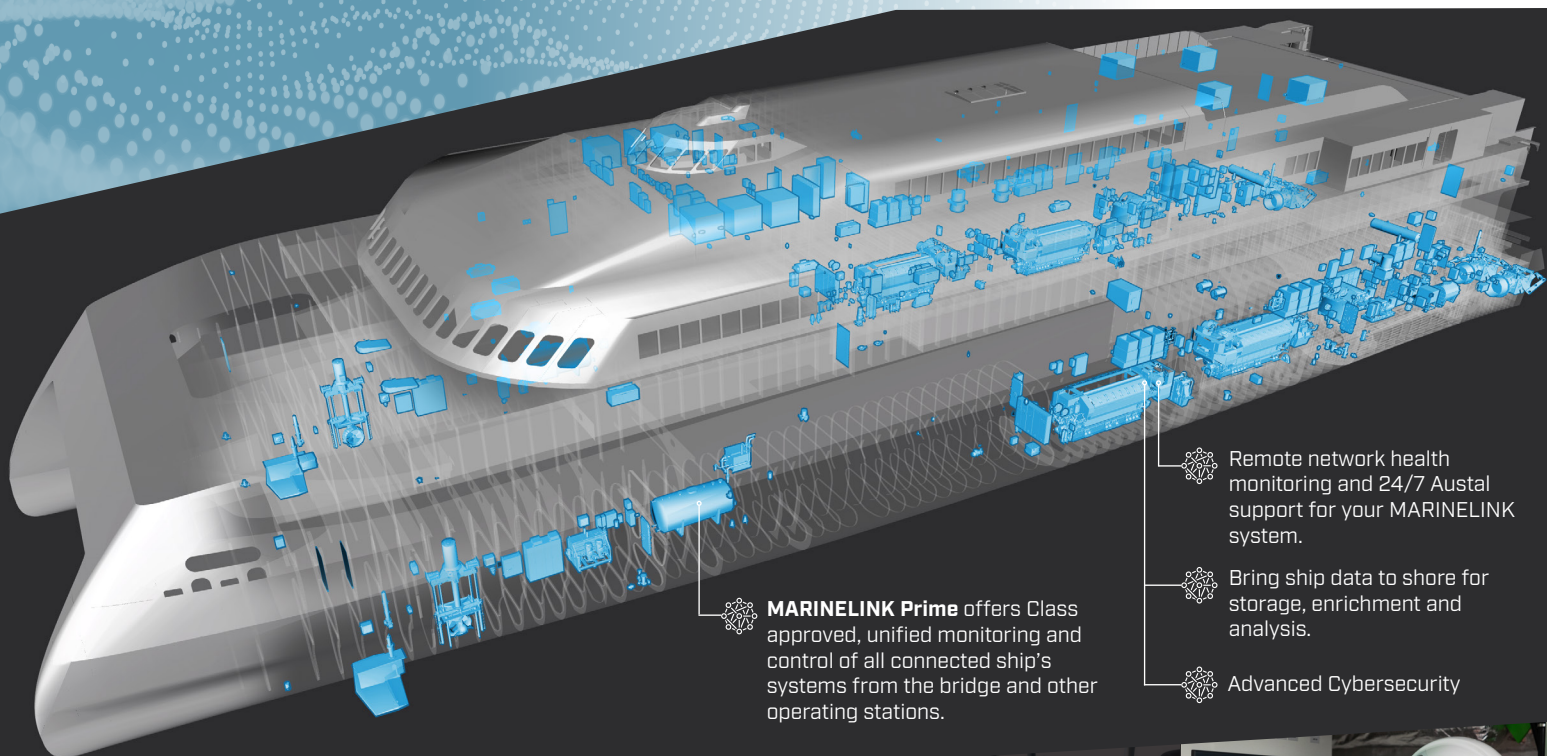 Remote network health
monitoring and 24/7 Austal
support for your MARINELINK
system.
Bring ship data to shore for
storage, enrichment and
analysis.
Advanced Cybersecurity
MARINELINK Prime offers Class
approved, unified monitoring and
control of all connected ship's
systems from the bridge and other
operating stations.